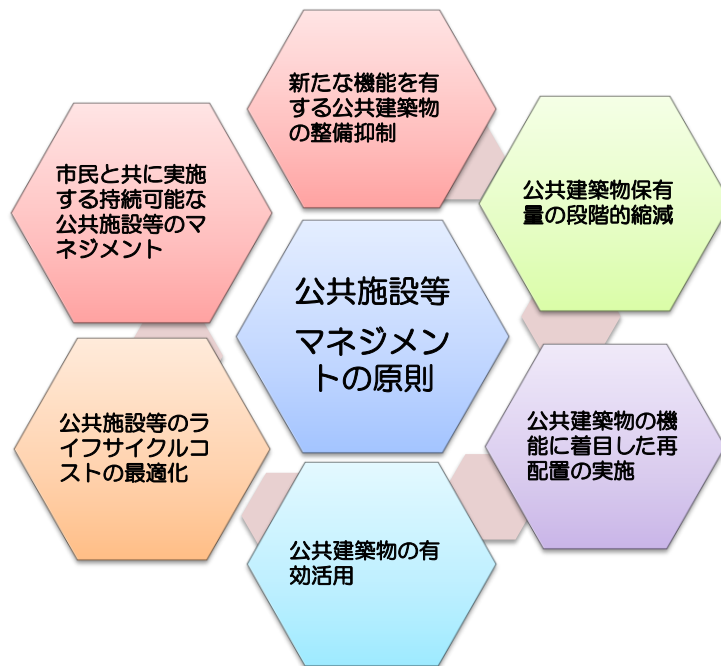 新たな機能を有
する公共建築物
の整備抑制
公共建築物保有
量の段階的縮減
公共建築物の機
能に着目した再
配置の実施
公共建築物の有
効活用
公共施設等のラ
イフサイクルコ
ストの最適化
市民と共に実施
する持続可能な
公共施設等のマ
ネジメント
公共施設等
マネジメン
トの原則